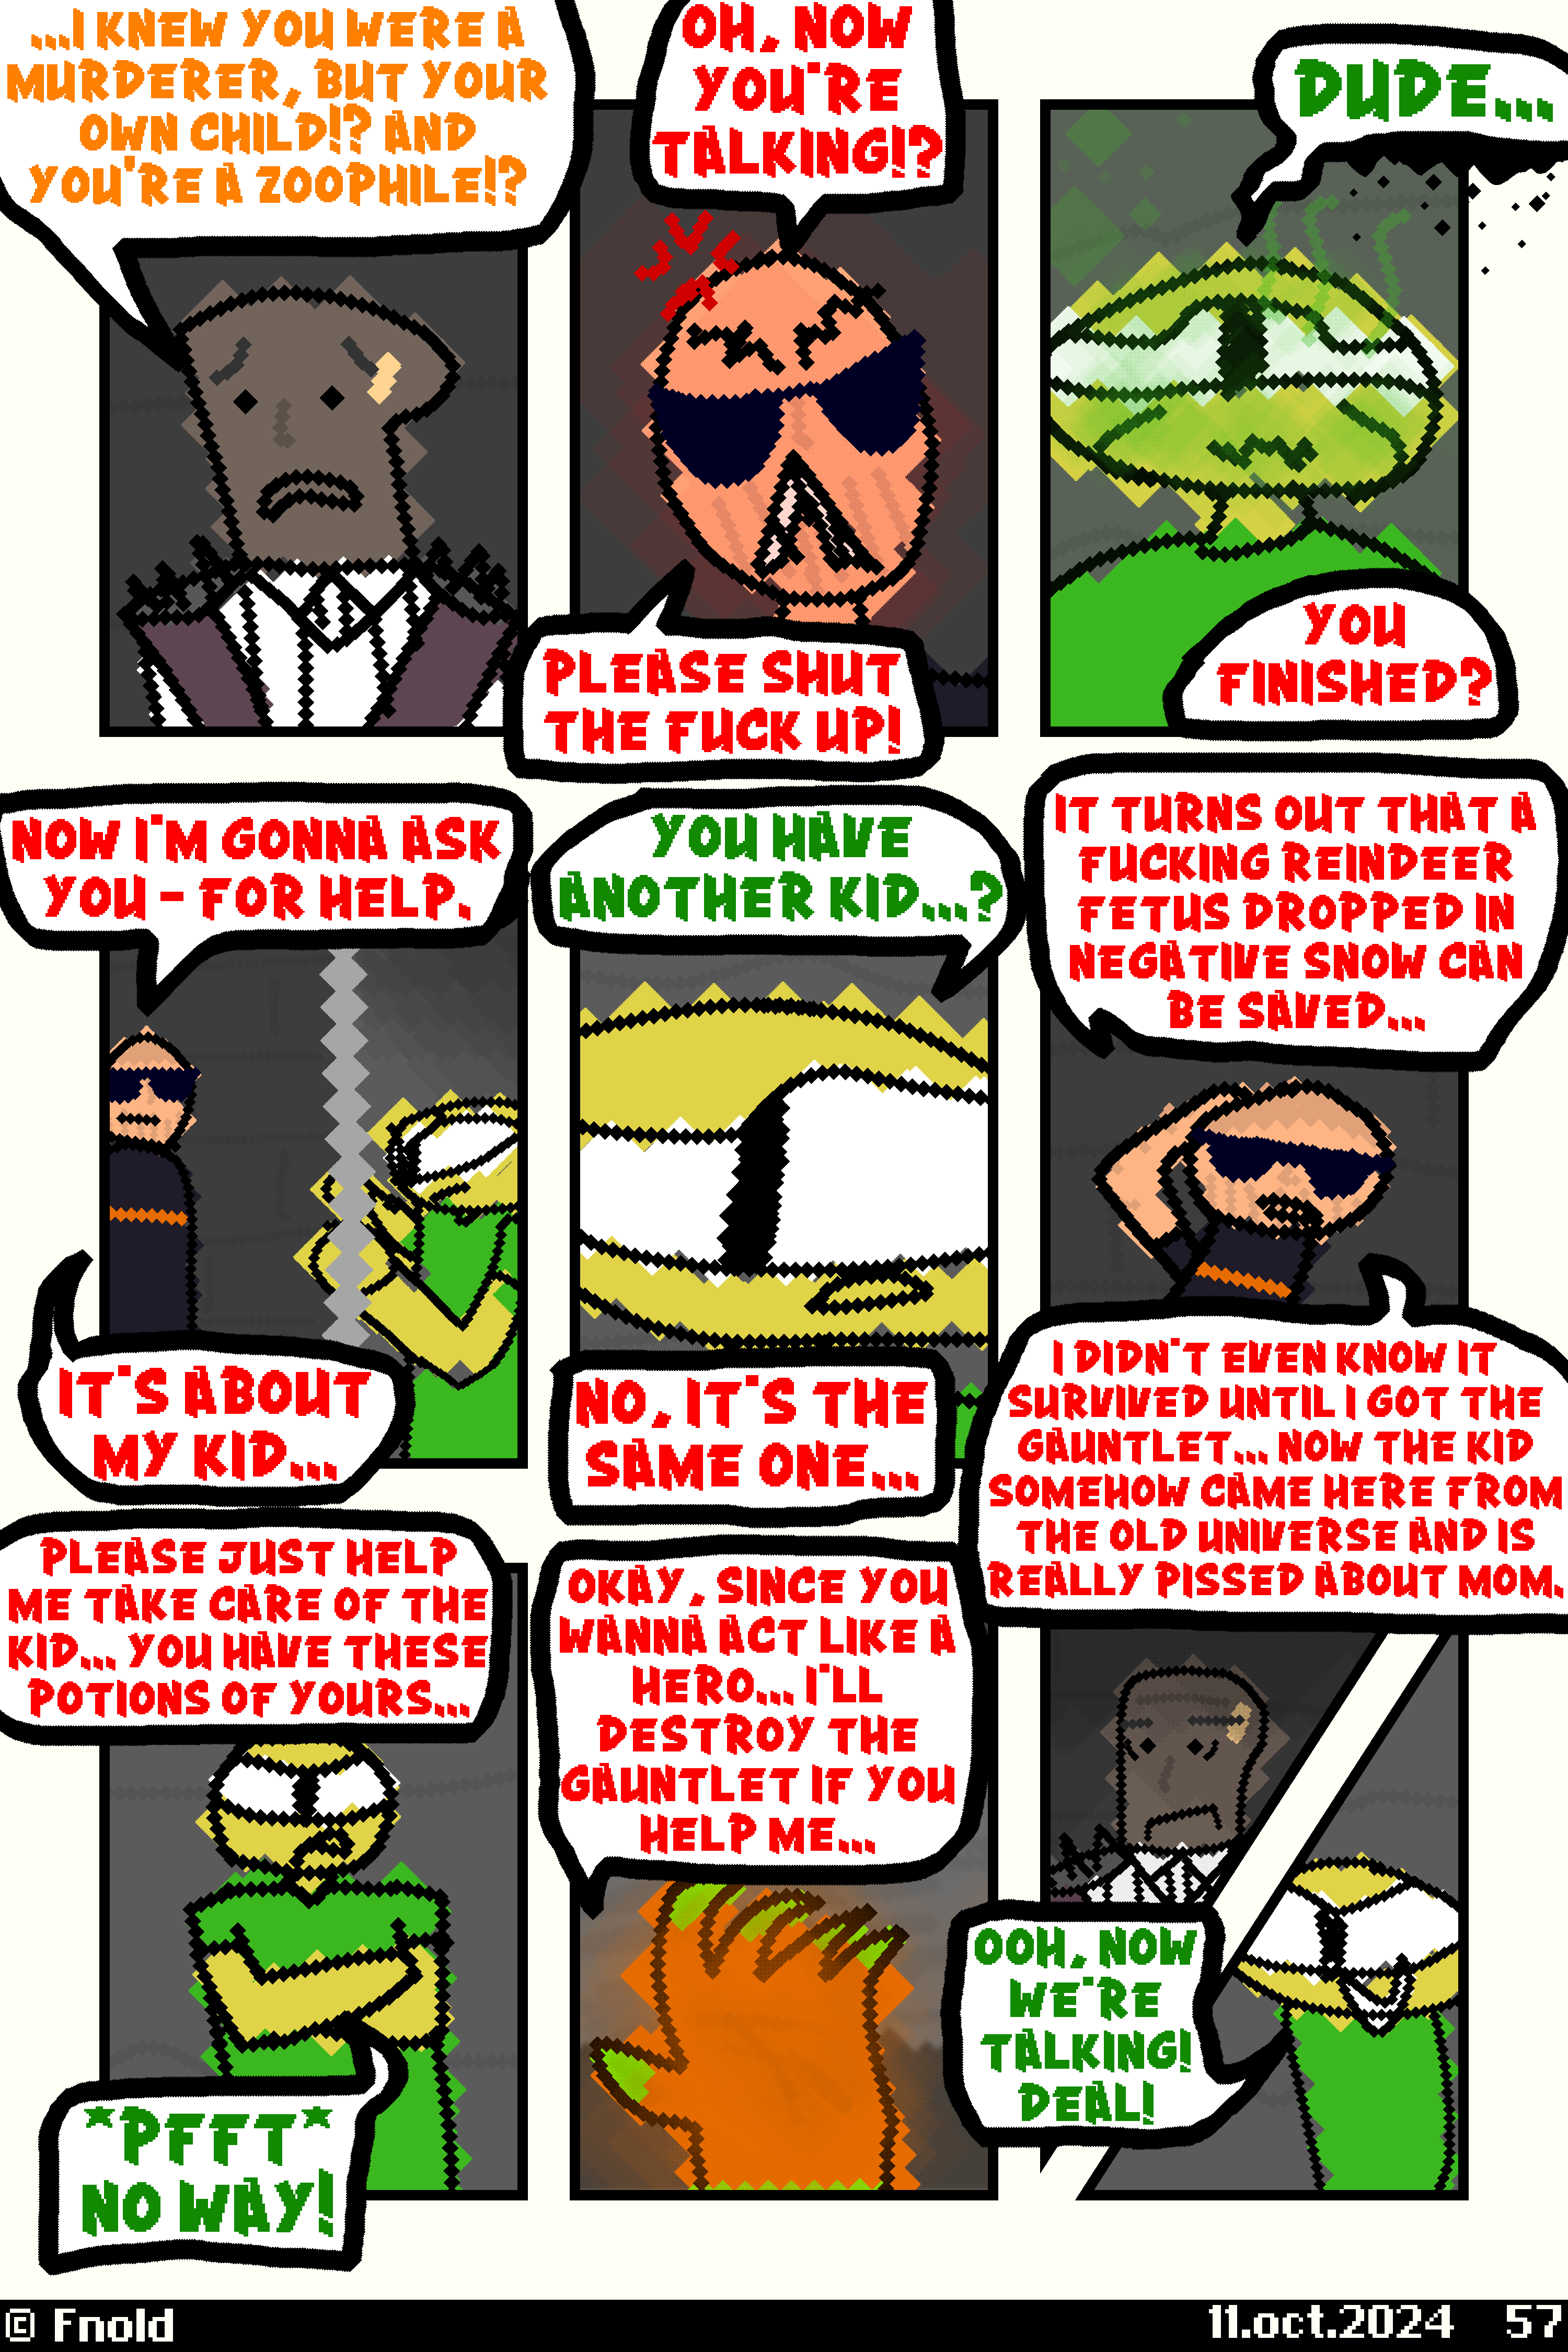 ...I KNEW YOU WERE A
MURDERER, BUT YOUR
OWN CHILD!? AND
YOU'RE A ZOOPHILE!?
OH, NOW
YOU'RE
TALKING!?
PLEASE SHUT
THE FUCK UP!
DUDE...
YOU
FINISHED?
NOW I'M GONNA ASK
YOU - FOR HELP.
IT'S ABOUT
MY KID...
YOU HAVE
ANOTHER KID...?
NO, IT'S THE
SAME ONE...
IT TURNS OUT THAT A
FUCKING REINDEER
FETUS DROPPED IN
NEGATIVE SNOW CAN
BE SAVED...
I DIDN'T EVEN KNOW IT
SURVIVED UNTIL I GOT THE
GAUNTLET... NOW THE KID
SOMEHOW CAME HERE FROM
THE OLD UNIVERSE AND IS
REALLY PISSED ABOUT MOM.
PLEASE JUST HELP
ME TAKE CARE OF THE
KID... YOU HAVE THESE
POTIONS OF YOURS...
*PFFT*
NO WAY!
OKAY, SINCE YOU
WANNA ACT LIKE A
HERO... I'LL
DESTROY THE
GAUNTLET IF YOU
HELP ME...
OOH, NOW
WE'RE
TALKING!
DEAL!
© Fnold
11.oct.2024 57